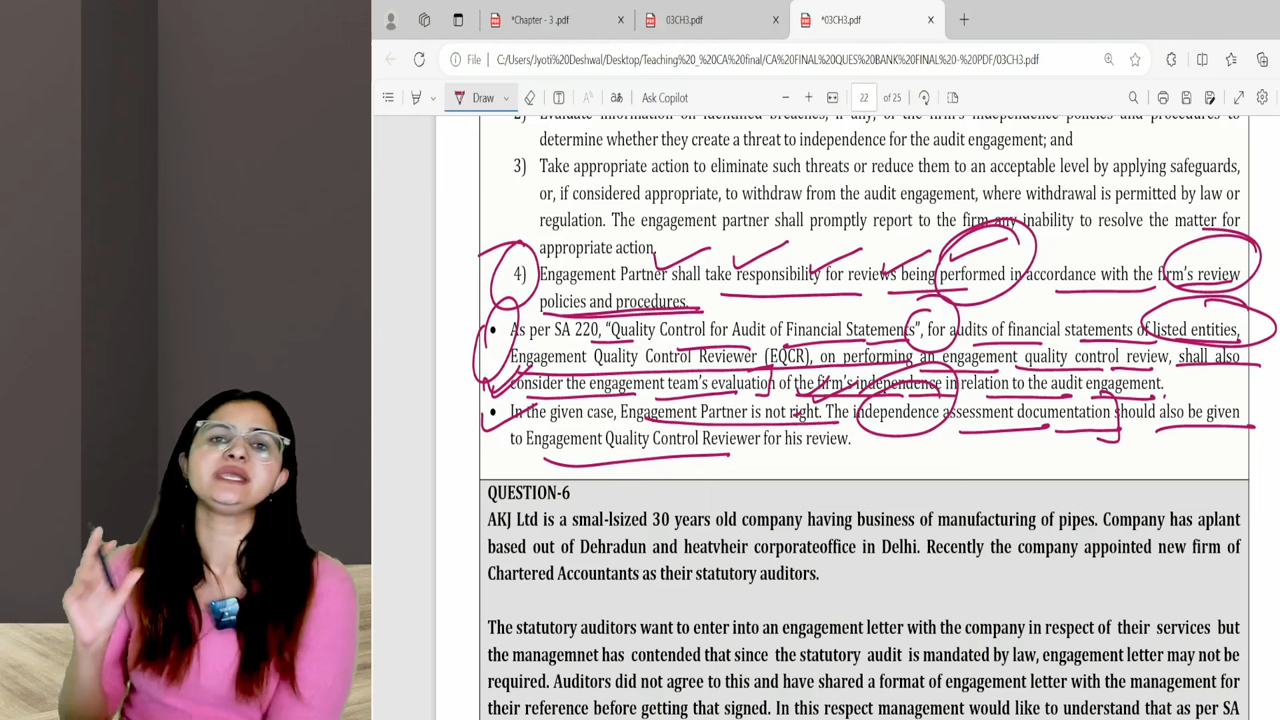 *Chapter - 3 .pdf
03CH3.pdf
*03CH3.pdf
File
C:/Users/Jyoti%20Deshwal/Desktop/Teaching%20_%20CA%20final/CA%20FINAL%20QUES%20BANK%20FINAL%20-%20PDF/03CH3.pdf
Draw
Ask Copilot
22 of 25
2) Evaluate information on identified breaches, if any, of the firm's independence policies and procedures to
determine whether they create a threat to independence for the audit engagement; and
3) Take appropriate action to eliminate such threats or reduce them to an acceptable level by applying safeguards,
or, if considered appropriate, to withdraw from the audit engagement, where withdrawal is permitted by law or
regulation. The engagement partner shall promptly report to the firm any inability to resolve the matter for
appropriate action.
4) Engagement Partner shall take responsibility for reviews being performed in accordance with the firm's review
policies and procedures.
• As per SA 220, "Quality Control for Audit of Financial Statements", for audits of financial statements of listed entities,
Engagement Quality Control Reviewer (EQCR), on performing an engagement quality control review, shall also
consider the engagement team's evaluation of the firm's independence in relation to the audit engagement.
• In the given case, Engagement Partner is not right. The independence assessment documentation should also be given
to Engagement Quality Control Reviewer for his review.
QUESTION-6
AKJ Ltd is a smal-lsized 30 years old company having business of manufacturing of pipes. Company has aplant
based out of Dehradun and heatvheir corporateoffice in Delhi. Recently the company appointed new firm of
Chartered Accountants as their statutory auditors.
The statutory auditors want to enter into an engagement letter with the company in respect of their services but
the managemnet has contended that since the statutory audit is mandated by law, engagement letter may not be
required. Auditors did not agree to this and have shared a format of engagement letter with the management for
their reference before getting that signed. In this respect management would like to understand that as per SA